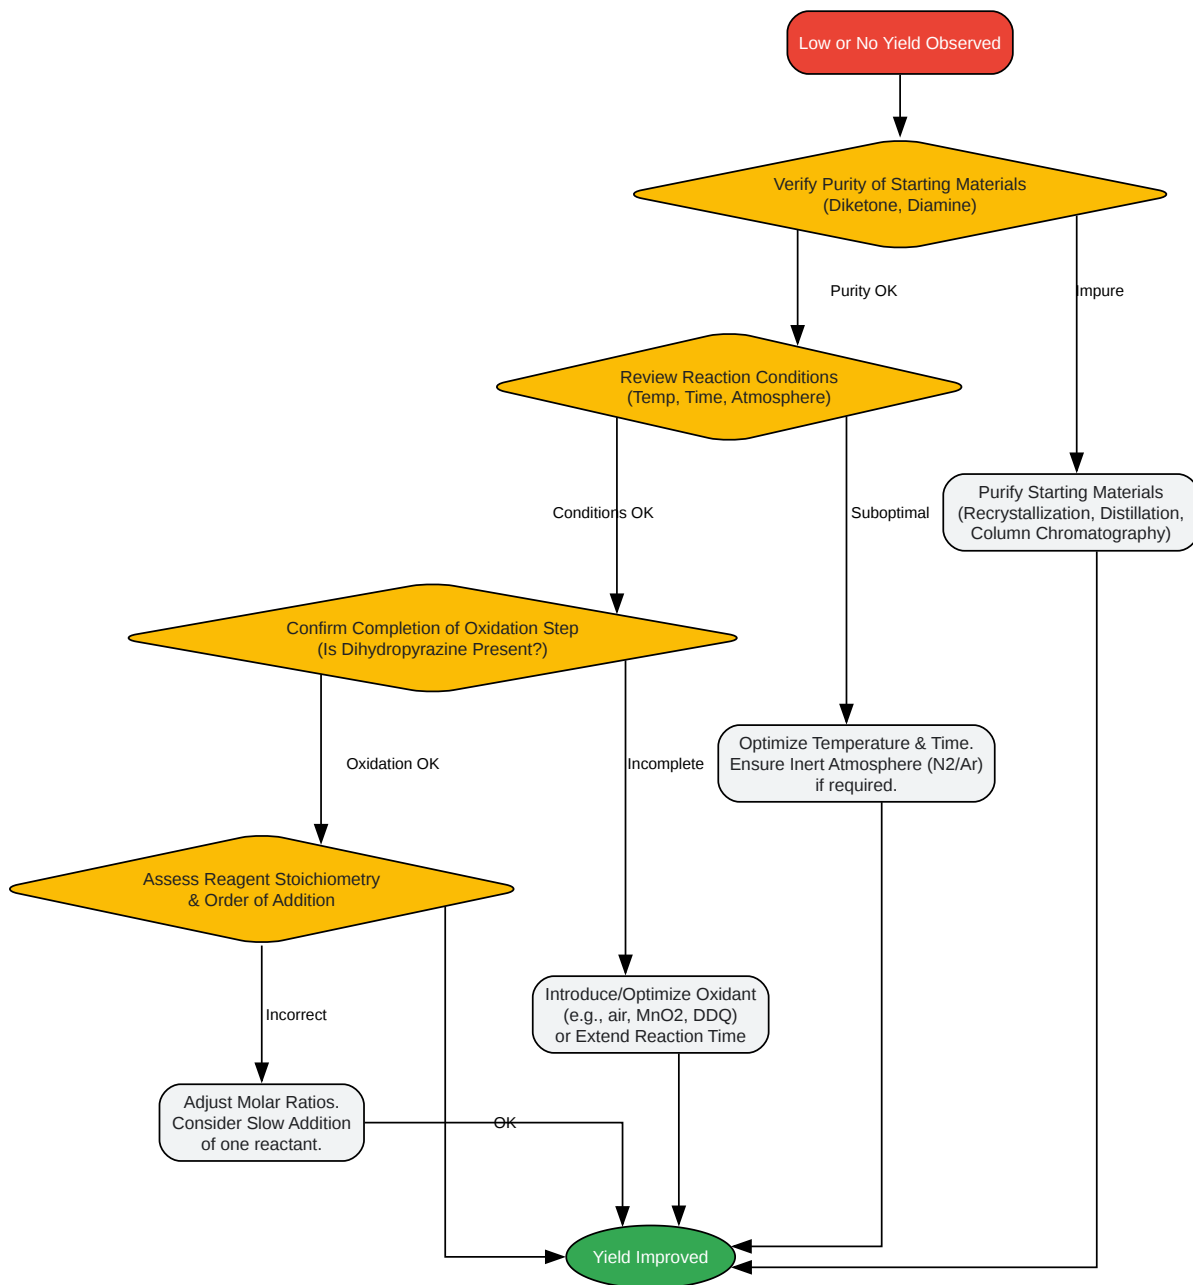 Low or No Yield Observed
Verify Purity of Starting Materials
(Diketone, Diamine)
Purity OK
Impure
Review Reaction Conditions
(Temp, Time, Atmosphere)
Purify Starting Materials
(Recrystallization, Distillation,
Column Chromatography)
Conditions OK
Suboptimal
Confirm Completion of Oxidation Step
(Is Dihydropyrazine Present?)
Optimize Temperature & Time.
Ensure Inert Atmosphere (N2/Ar)
if required.
Oxidation OK
Incomplete
Assess Reagent Stoichiometry
& Order of Addition
Introduce/Optimize Oxidant
(e.g., air, MnO2, DDQ)
or Extend Reaction Time
Incorrect
Adjust Molar Ratios.
Consider Slow Addition
of one reactant.
OK
Yield Improved